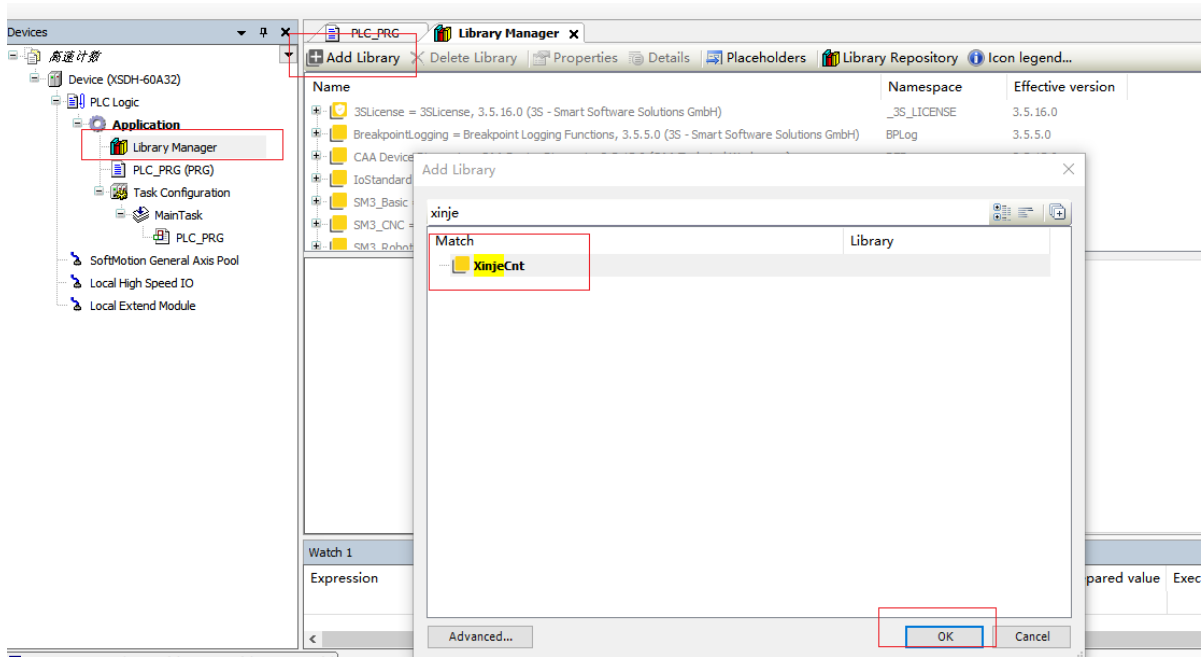 Devices
高速计数
Device (XSDH-60A32)
PLC Logic
Application
Library Manager
PLC_PRG (PRG)
Task Configuration
MainTask
PLC_PRG
SoftMotion General Axis Pool
Local High Speed IO
Local Extend Module
PLC_PRG Library Manager
Add Library Delete Library Properties Details Placeholders Library Repository Icon legend...
Name Namespace Effective version
3SLicense = 3SLicense, 3.5.16.0 (3S - Smart Software Solutions GmbH) _3S_LICENSE 3.5.16.0
BreakpointLogging = Breakpoint Logging Functions, 3.5.5.0 (3S - Smart Software Solutions GmbH) BPLog 3.5.5.0
CAA Device
IoStandard
SM3_Basic
SM3_CNC =
SM3_Robot
Add Library
xinje
Match Library
XinjeCnt
Advanced... OK Cancel
Watch 1
Expression pared value Exec